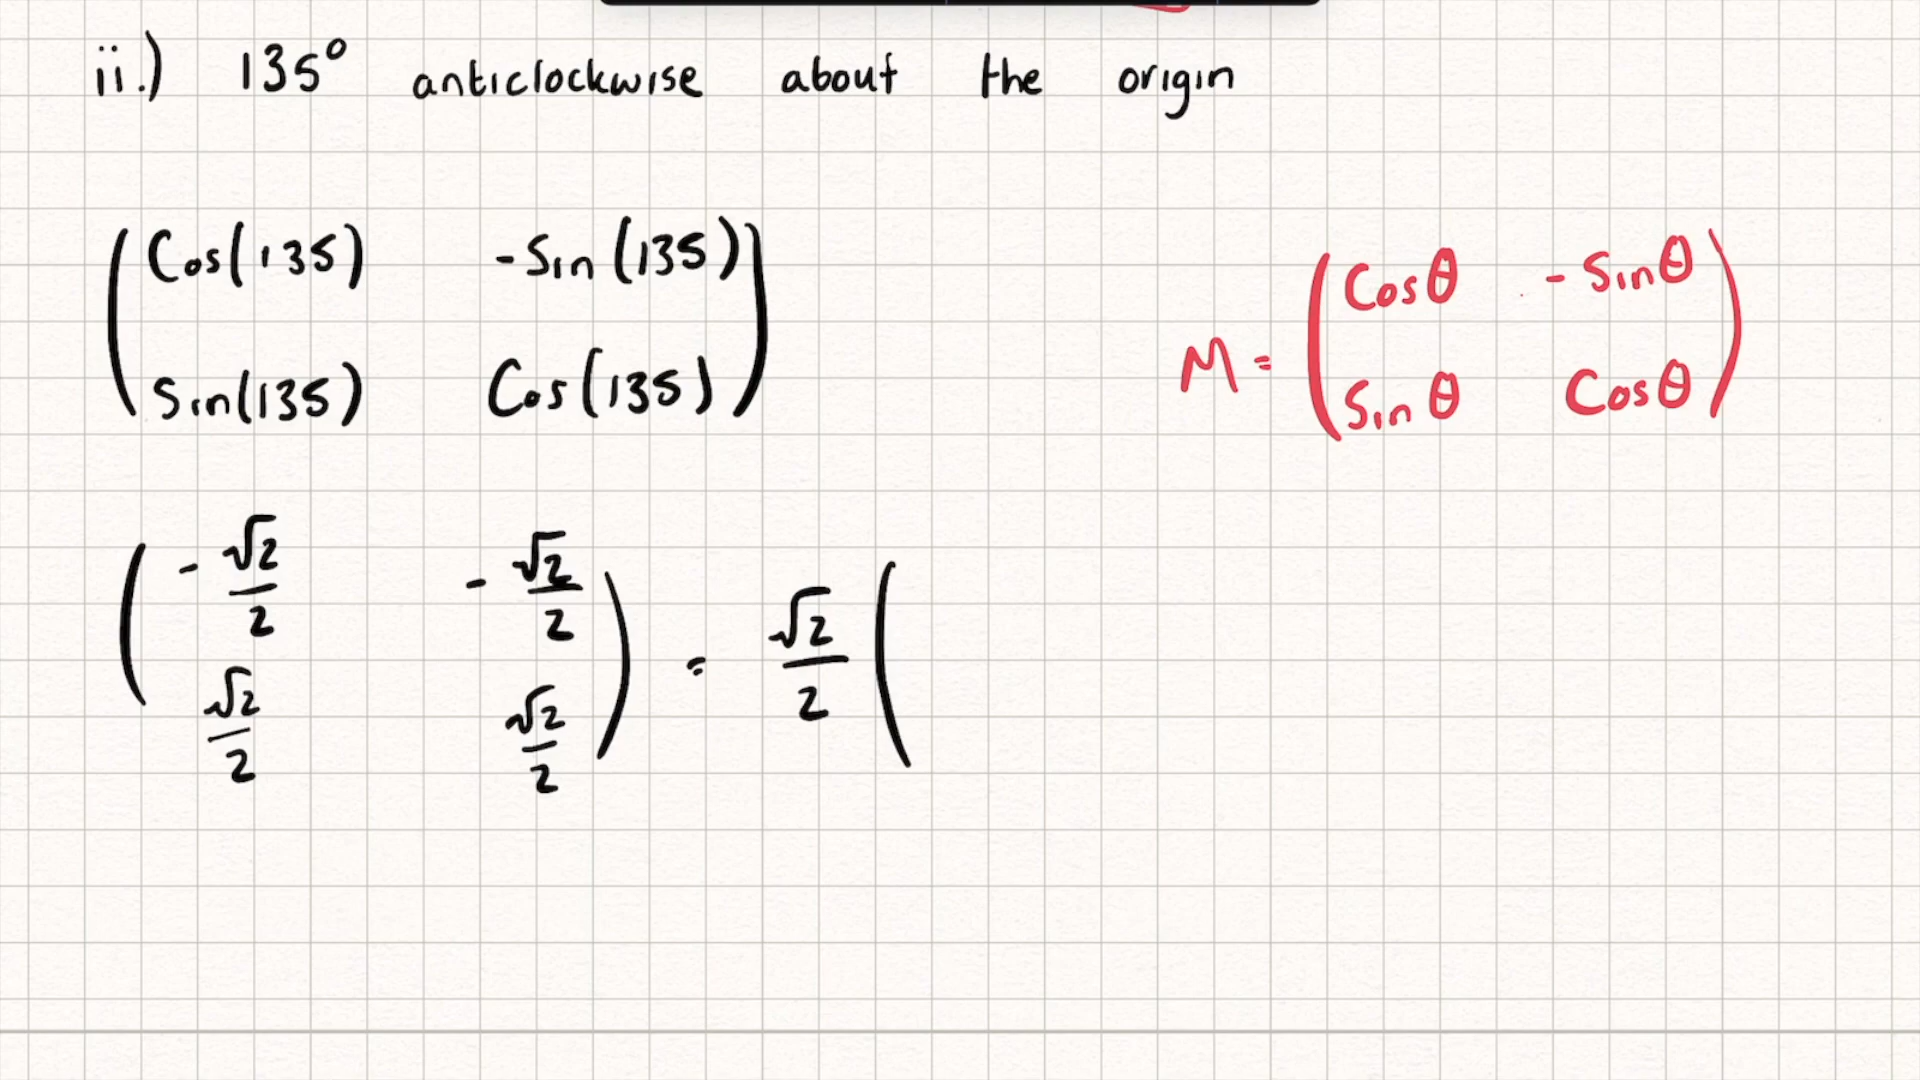 ii.) 135° anticlockwise about the origin
( Cos(135) -Sin(135) )
( Sin(135) Cos(135) )
M = ( Cosθ - Sinθ )
( Sinθ Cosθ )
( - √2/2 - √2/2 ) = √2/2 (
( √2/2 √2/2 )